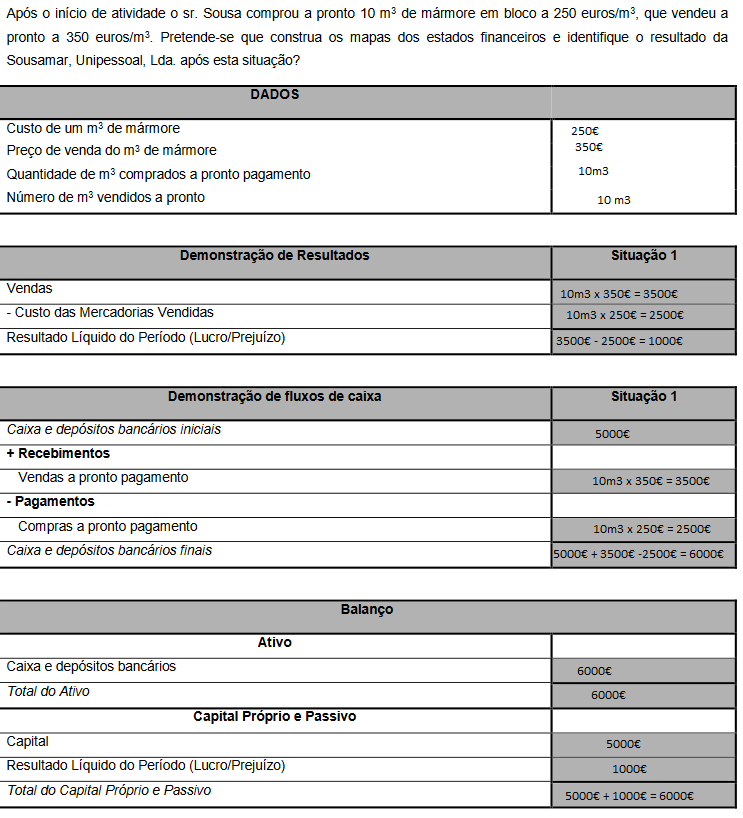 Após o início de atividade o sr. Sousa comprou a pronto 10 m³ de mármore em bloco a 250 euros/m³, que vendeu a
pronto a 350 euros/m³. Pretende-se que construa os mapas dos estados financeiros e identifique o resultado da
Sousamar, Unipessoal, Lda. após esta situação?
DADOS
Custo de um m³ de mármore 250€
Preço de venda do m³ de mármore 350€
Quantidade de m³ comprados a pronto pagamento 10m3
Número de m³ vendidos a pronto 10 m3
Demonstração de Resultados Situação 1
Vendas 10m3 x 350€ = 3500€
- Custo das Mercadorias Vendidas 10m3 x 250€ = 2500€
Resultado Líquido do Período (Lucro/Prejuízo) 3500€ - 2500€ = 1000€
Demonstração de fluxos de caixa Situação 1
Caixa e depósitos bancários iniciais 5000€
+ Recebimentos
Vendas a pronto pagamento 10m3 x 350€ = 3500€
- Pagamentos
Compras a pronto pagamento 10m3 x 250€ = 2500€
Caixa e depósitos bancários finais 5000€ + 3500€ -2500€ = 6000€
Balanço
Ativo
Caixa e depósitos bancários 6000€
Total do Ativo 6000€
Capital Próprio e Passivo
Capital 5000€
Resultado Líquido do Período (Lucro/Prejuízo) 1000€
Total do Capital Próprio e Passivo 5000€ + 1000€ = 6000€